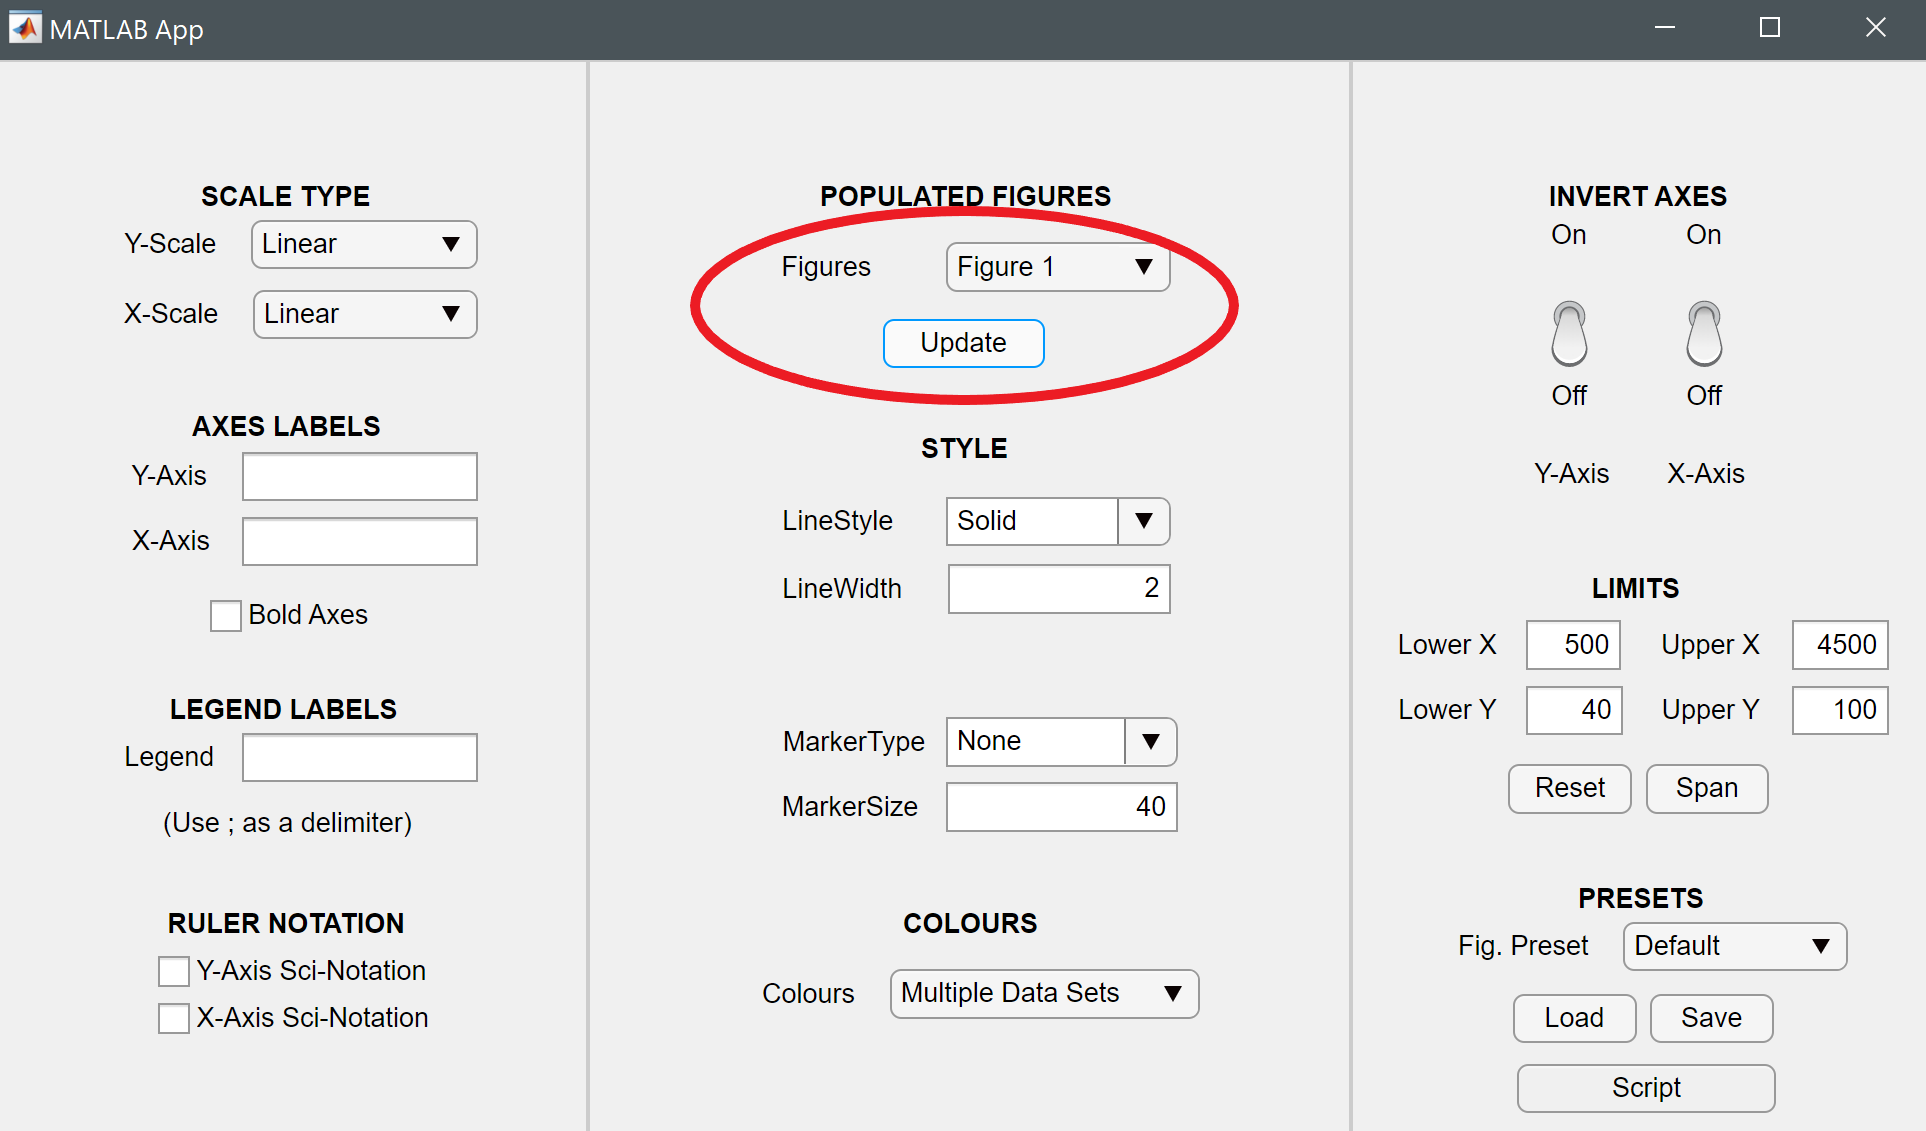 MATLAB App
SCALE TYPE
Y-Scale Linear
X-Scale Linear
AXES LABELS
Y-Axis
X-Axis
Bold Axes
LEGEND LABELS
Legend
(Use ; as a delimiter)
RULER NOTATION
Y-Axis Sci-Notation
X-Axis Sci-Notation
POPULATED FIGURES
Figures Figure 1
Update
STYLE
LineStyle Solid
LineWidth 2
MarkerType None
MarkerSize 40
COLOURS
Colours Multiple Data Sets
INVERT AXES
On On
Off Off
Y-Axis X-Axis
LIMITS
Lower X 500 Upper X 4500
Lower Y 40 Upper Y 100
Reset Span
PRESETS
Fig. Preset Default
Load Save
Script